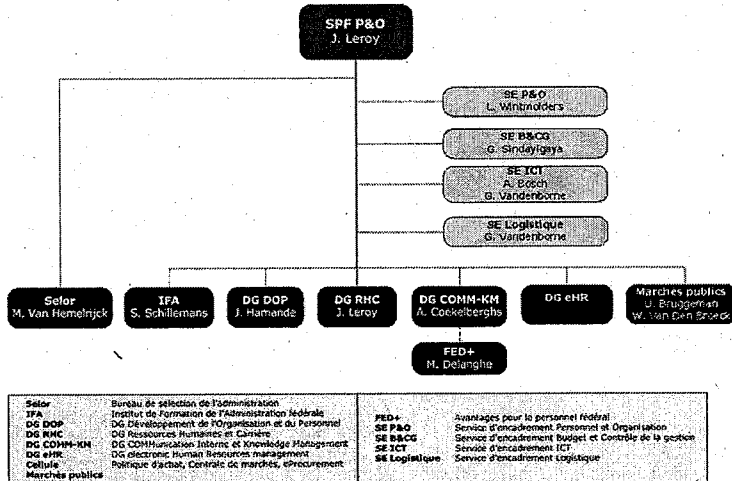 SPF P&O
J. Leroy
SE P&O
L. Wintmolders
SE B&CG
G. Sindayigaya
SE ICT
A. Bosch
G. Vandenborne
SE Logistique
G. Vandenborne
Selor
M. Van Hemelrijck
IFA
S. Schillemans
DG DOP
J. Hamande
DG RHC
J. Leroy
DG COMM-KM
A. Coekelberghs
DG eHR
Marchés publics
U. Bruggeman
W. Van Den Broeck
FED+
M. Delanghe
Selor Bureau de sélection de l'administration
IFA Institut de Formation de l'Administration fédérale
DG DOP DG Développement de l'Organisation et du Personnel
DG RHC DG Ressources Humaines et Carrière
DG COMM-KM DG COMMunication Interne et Knowledge Management
DG eHR DG electronic Human Resources management
Cellule Politique d'achat, Centrale de marchés, eProcurement
Marchés publics
FED+ Avantages pour le personnel fédéral
SE P&O Service d'encadrement Personnel et Organisation
SE B&CG Service d'encadrement Budget et Contrôle de la gestion
SE ICT Service d'encadrement ICT
SE Logistique Service d'encadrement Logistique